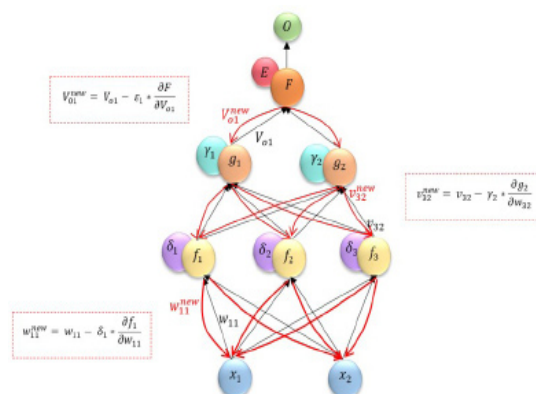 O
E
F
V_{01}^{new} = V_{o1} − ε_1 * ∂F/∂V_{o1}
V_{o1}^{new}
V_{o1}
γ_1
g_1
γ_2
g_2
v_{32}^{new}
v_{32}^{new} = v_{32} − γ_2 * ∂g_2/∂w_{32}
v_{32}
δ_1
f_1
δ_2
f_2
δ_3
f_3
w_{11}^{new}
w_{11}
w_{11}^{new} = w_{11} − δ_1 * ∂f_1/∂w_{11}
x_1
x_2